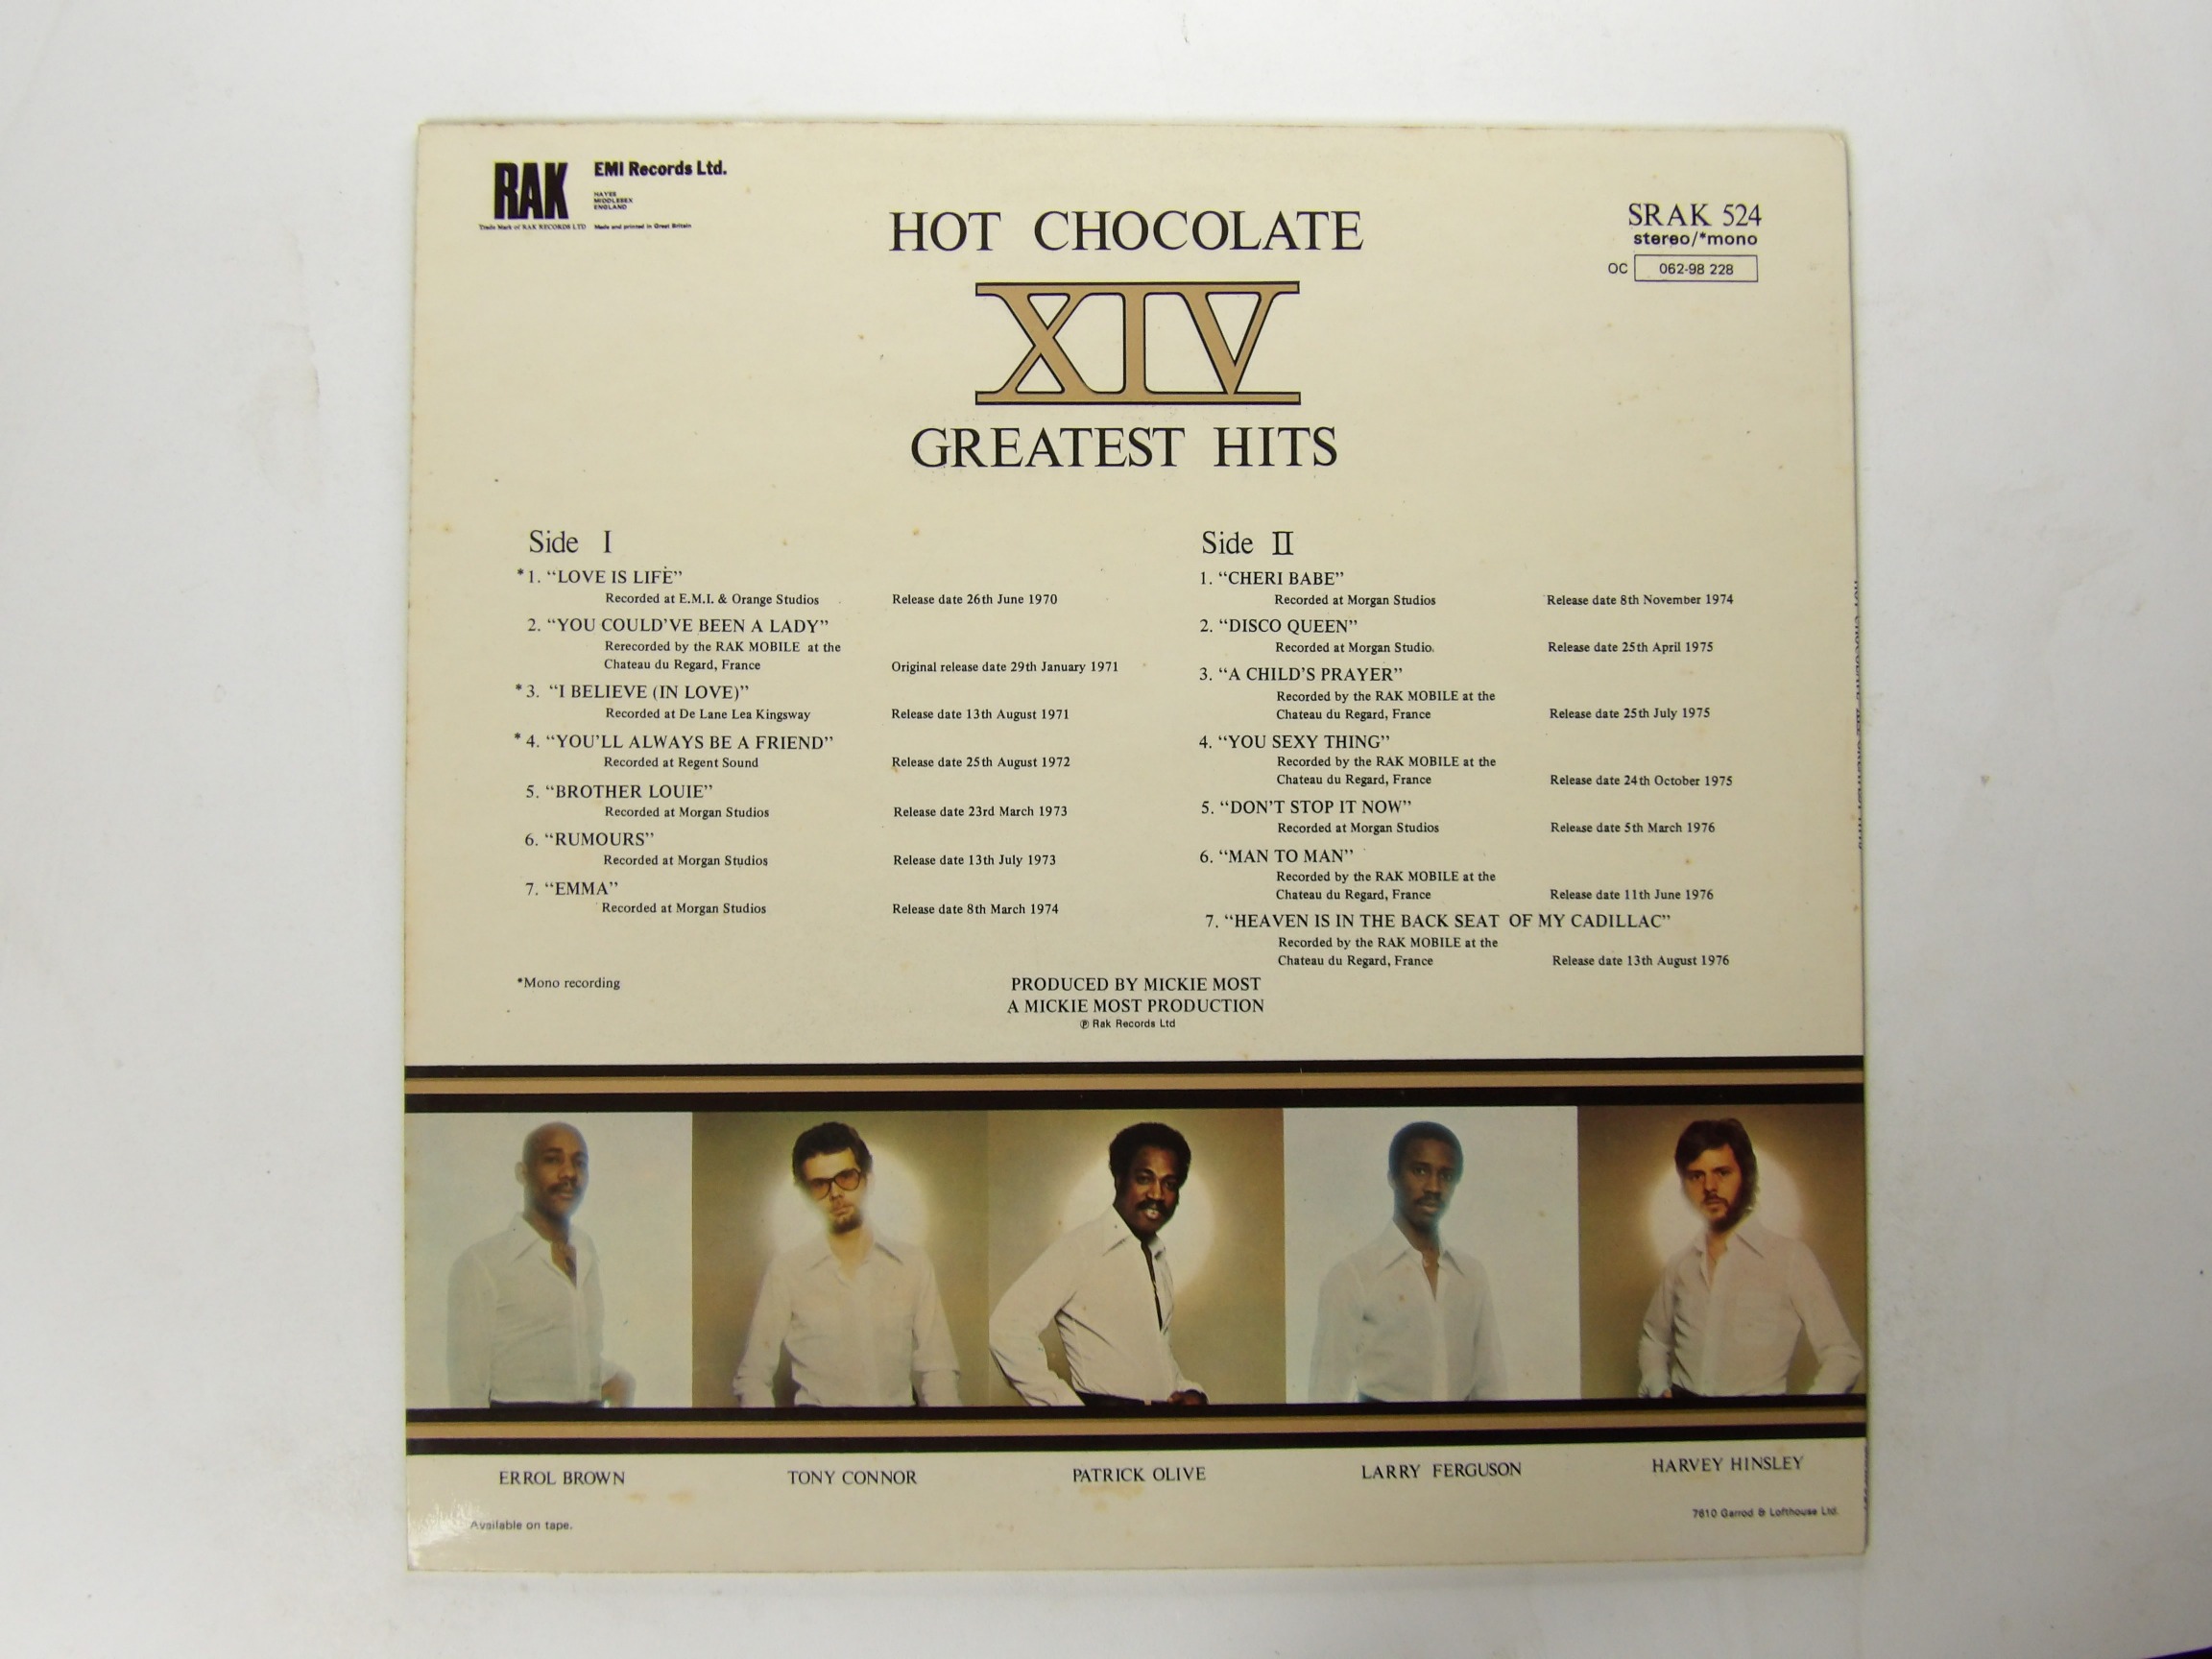 RAK
Trade Mark of RAK RECORDS LTD
EMI Records Ltd.
HAYES
MIDDLESEX
ENGLAND
Made and printed in Great Britain
SRAK 524
stereo/*mono
OC 062-98 228
HOT CHOCOLATE
XIV
GREATEST HITS
Side I
*1. “LOVE IS LIFE”
Recorded at E.M.I. & Orange Studios Release date 26th June 1970
2. “YOU COULD'VE BEEN A LADY”
Rerecorded by the RAK MOBILE at the
Chateau du Regard, France Original release date 29th January 1971
*3. “I BELIEVE (IN LOVE)”
Recorded at De Lane Lea Kingsway Release date 13th August 1971
*4. “YOU'LL ALWAYS BE A FRIEND”
Recorded at Regent Sound Release date 25th August 1972
5. “BROTHER LOUIE”
Recorded at Morgan Studios Release date 23rd March 1973
6. “RUMOURS”
Recorded at Morgan Studios Release date 13th July 1973
7. “EMMA”
Recorded at Morgan Studios Release date 8th March 1974
*Mono recording
Side II
1. “CHERI BABE”
Recorded at Morgan Studios Release date 8th November 1974
2. “DISCO QUEEN”
Recorded at Morgan Studio. Release date 25th April 1975
3. “A CHILD'S PRAYER”
Recorded by the RAK MOBILE at the
Chateau du Regard, France Release date 25th July 1975
4. “YOU SEXY THING”
Recorded by the RAK MOBILE at the
Chateau du Regard, France Release date 24th October 1975
5. “DON'T STOP IT NOW”
Recorded at Morgan Studios Release date 5th March 1976
6. “MAN TO MAN”
Recorded by the RAK MOBILE at the
Chateau du Regard, France Release date 11th June 1976
7. “HEAVEN IS IN THE BACK SEAT OF MY CADILLAC”
Recorded by the RAK MOBILE at the
Chateau du Regard, France Release date 13th August 1976
PRODUCED BY MICKIE MOST
A MICKIE MOST PRODUCTION
℗ Rak Records Ltd
ERROL BROWN
TONY CONNOR
PATRICK OLIVE
LARRY FERGUSON
HARVEY HINSLEY
Available on tape.
7610 Garrod & Lofthouse Ltd.